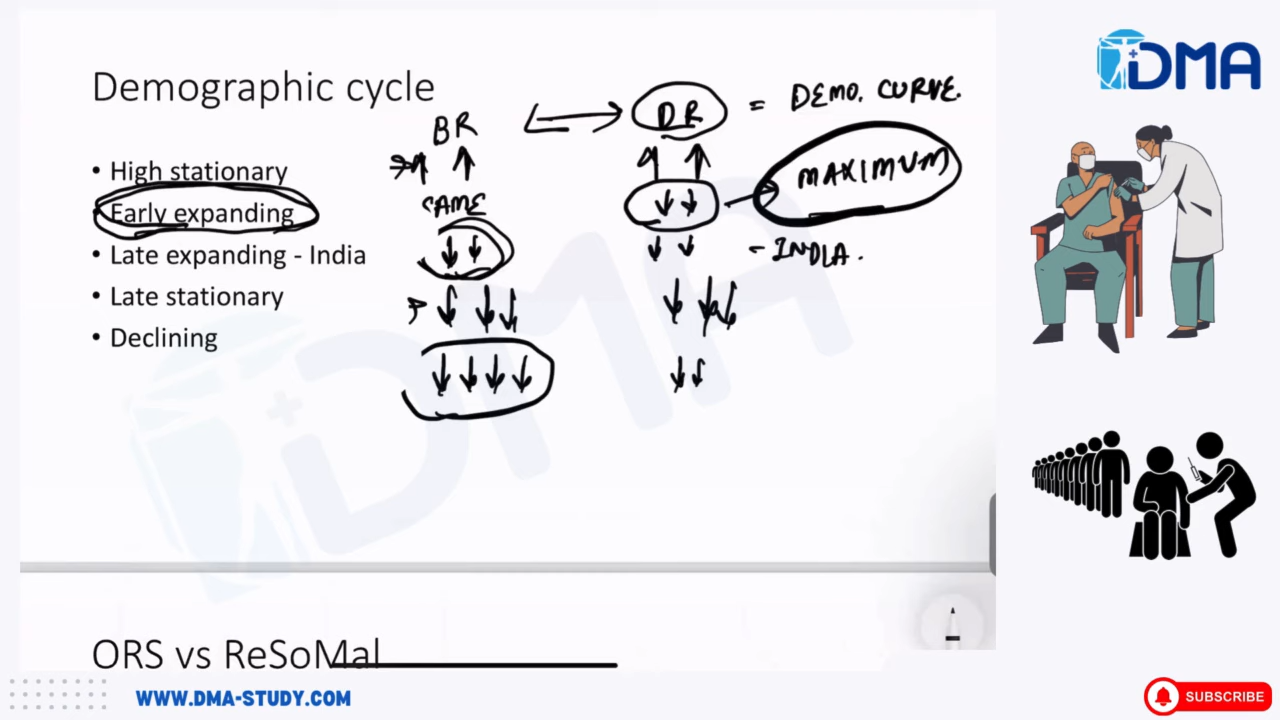 DMA
Demographic cycle
BR DR = DEMO. CURVE.
High stationary
MAXIMUM
SAME
Early expanding
Late expanding - India
- INDIA.
Late stationary
Declining
DMA
ORS vs ReSoMal
WWW.DMA-STUDY.COM
SUBSCRIBE